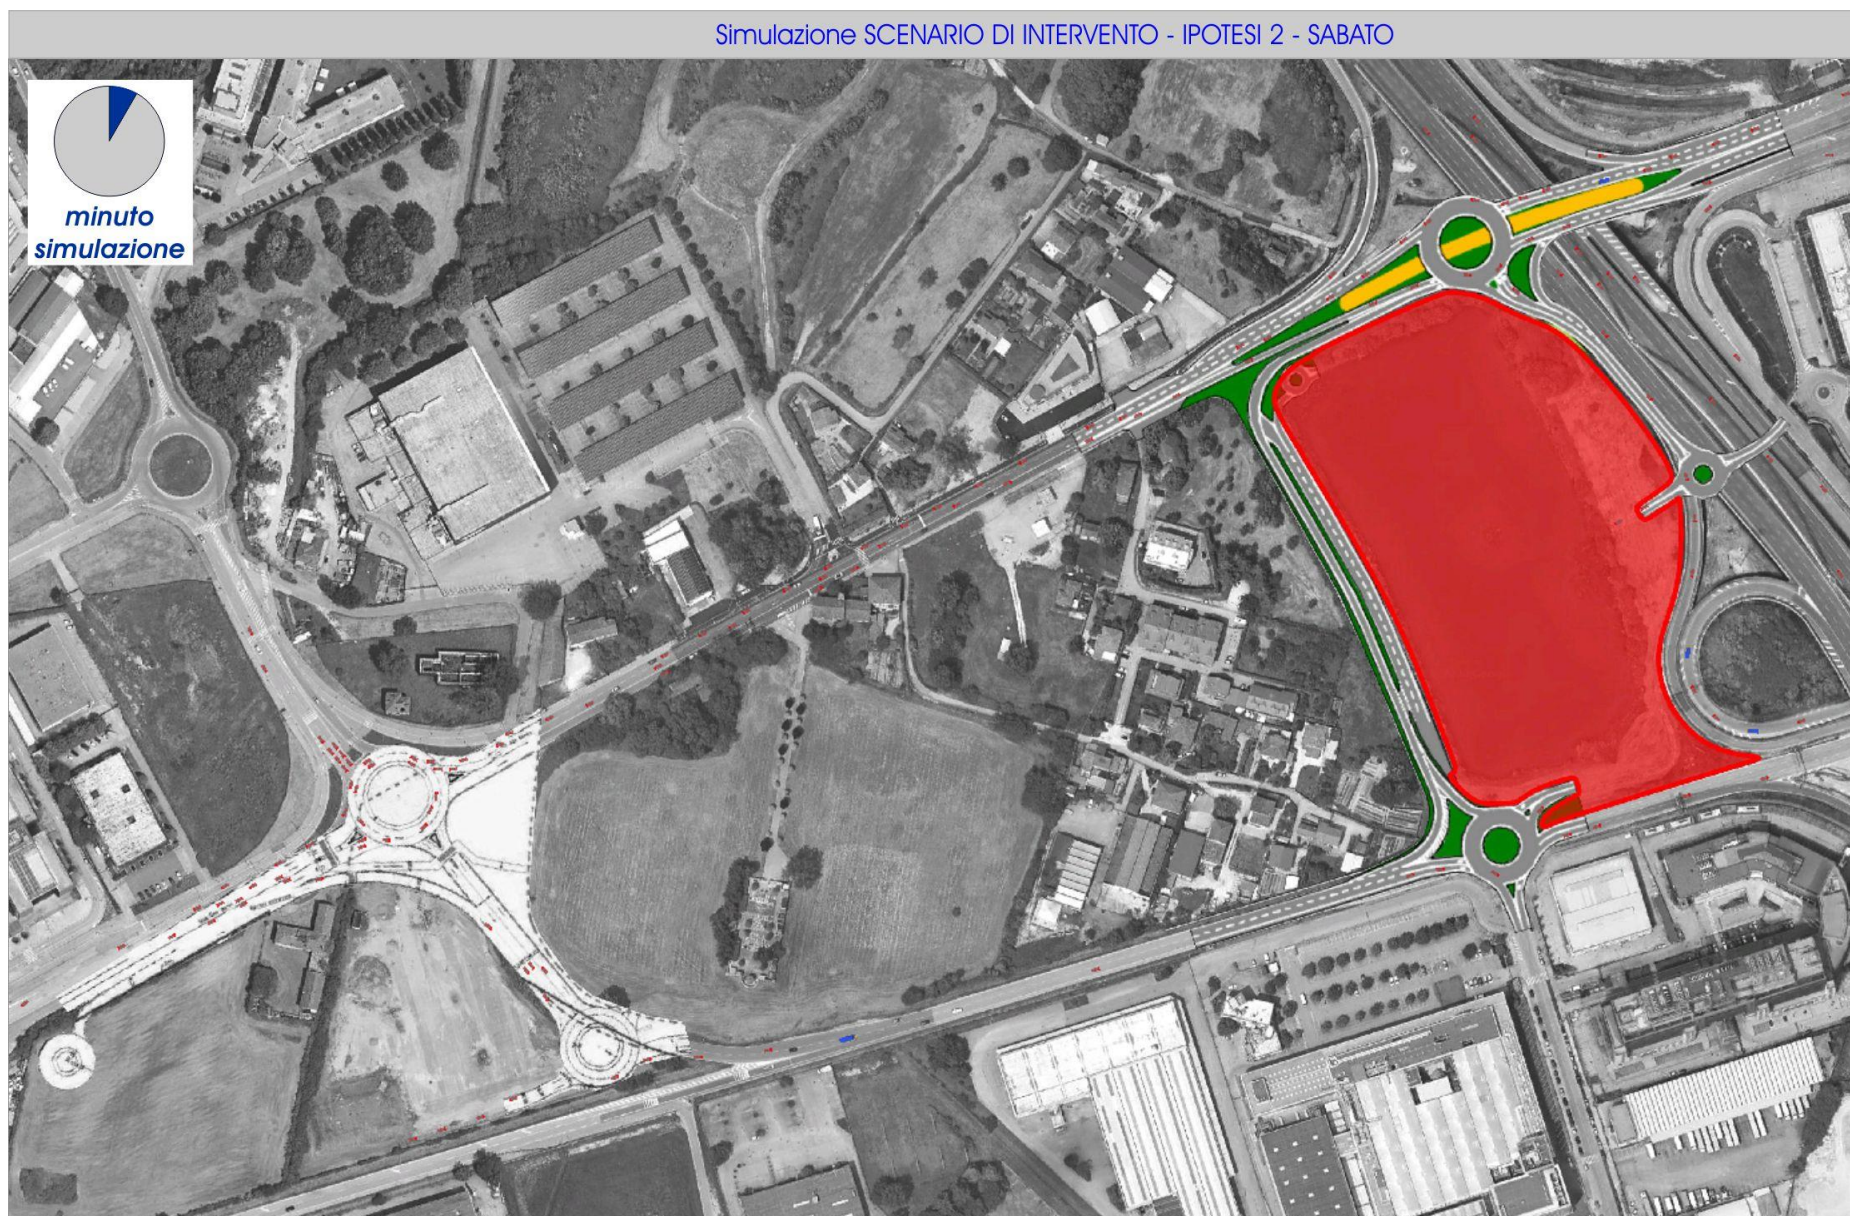 Simulazione SCENARIO DI INTERVENTO - IPOTESI 2 - SABATO
minuto
simulazione